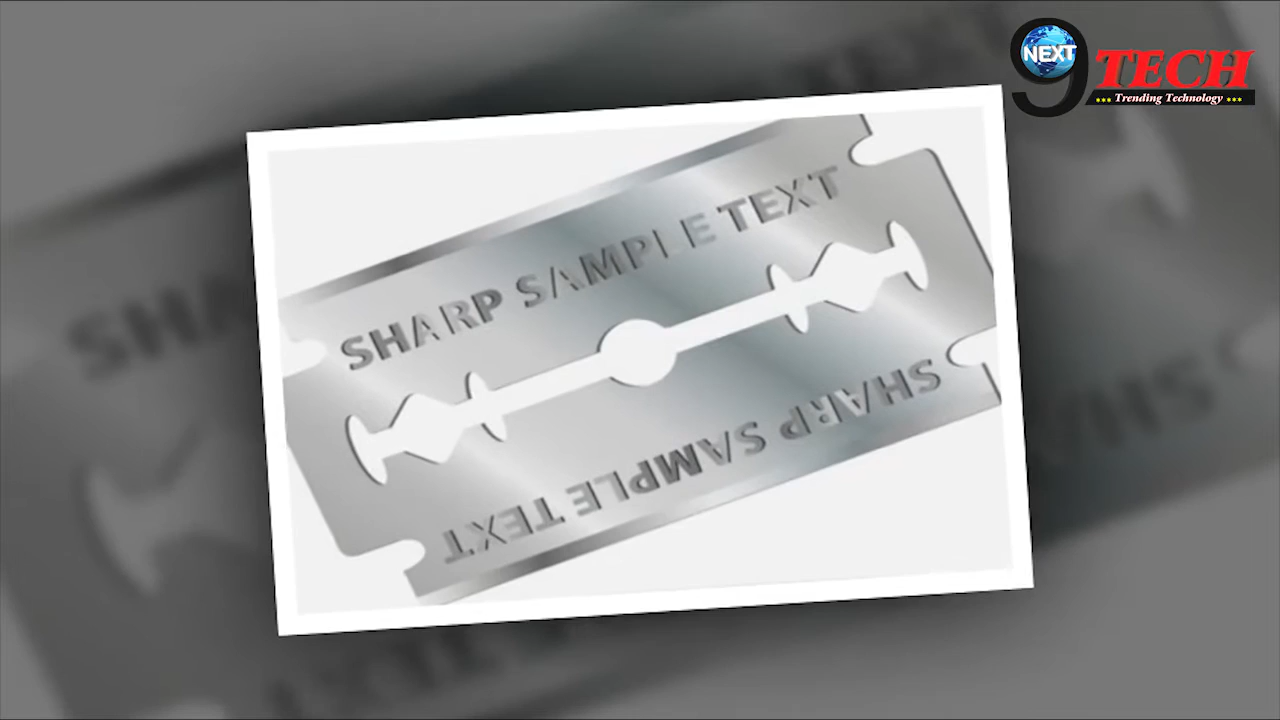 9
NEXT
TECH
Trending Technology
SHARP SAMPLE TEXT
SHARP SAMPLE TEXT